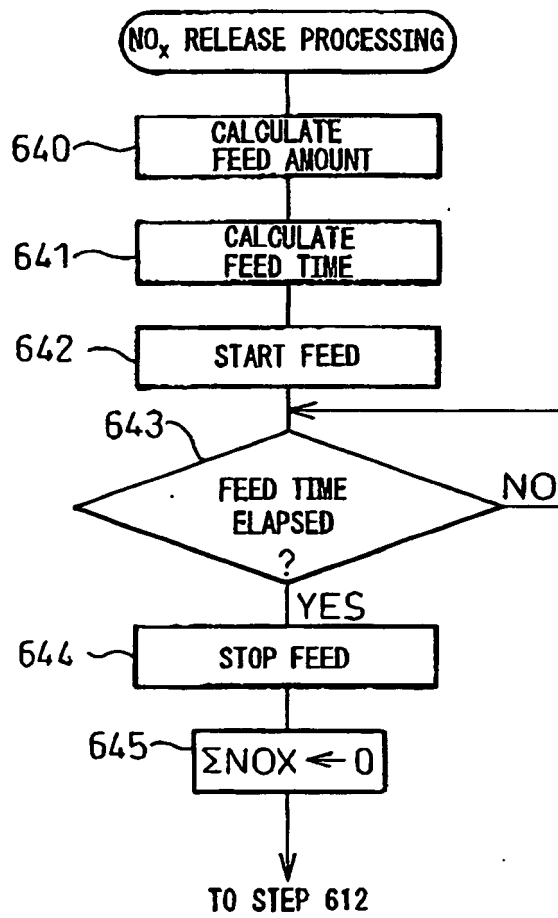 NOx RELEASE PROCESSING
640
CALCULATE
FEED AMOUNT
641
CALCULATE
FEED TIME
642
START FEED
643
FEED TIME
ELAPSED
?
NO
YES
644
STOP FEED
645
ΣNOX ← 0
TO STEP 612